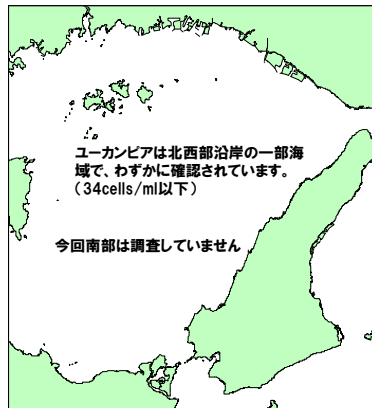 ユーカンピアは北西部沿岸の一部海
域で、わずかに確認されています。
（34cells/ml以下）
今回南部は調査していません